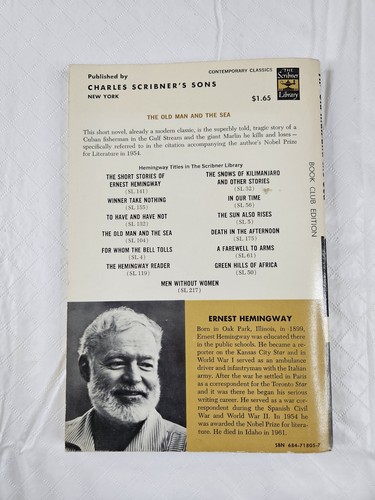 Published by
CHARLES SCRIBNER'S SONS
NEW YORK
CONTEMPORARY CLASSICS
$1.65
THE
Scribner
Library
THE OLD MAN AND THE SEA
This short novel, already a modern classic, is the superbly told, tragic story of a
Cuban fisherman in the Gulf Stream and the giant Marlin he kills and loses—
specifically referred to in the citation accompanying the author's Nobel Prize
for Literature in 1954.
Hemingway Titles in The Scribner Library
THE SHORT STORIES OF
ERNEST HEMINGWAY
(SL 141)
WINNER TAKE NOTHING
(SL 155)
TO HAVE AND HAVE NOT
(SL 132)
THE OLD MAN AND THE SEA
(SL 104)
FOR WHOM THE BELL TOLLS
(SL 4)
THE HEMINGWAY READER
(SL 119)
THE SNOWS OF KILIMANJARO
AND OTHER STORIES
(SL 32)
IN OUR TIME
(SL 56)
THE SUN ALSO RISES
(SL 5)
DEATH IN THE AFTERNOON
(SL 175)
A FAREWELL TO ARMS
(SL 61)
GREEN HILLS OF AFRICA
(SL 50)
MEN WITHOUT WOMEN
(SL 217)
BOOK CLUB EDITION
ERNEST HEMINGWAY
Born in Oak Park, Illinois, in 1899,
Ernest Hemingway was educated there
in the public schools. He became a re-
porter on the Kansas City Star and in
World War I served as an ambulance
driver and infantryman with the Italian
army. After the war he settled in Paris
as a correspondent for the Toronto Star
and it was there he began his serious
writing career. He served as a war cor-
respondent during the Spanish Civil
War and World War II. In 1954 he
was awarded the Nobel Prize for litera-
ture. He died in Idaho in 1961.
SBN 684-71805-7